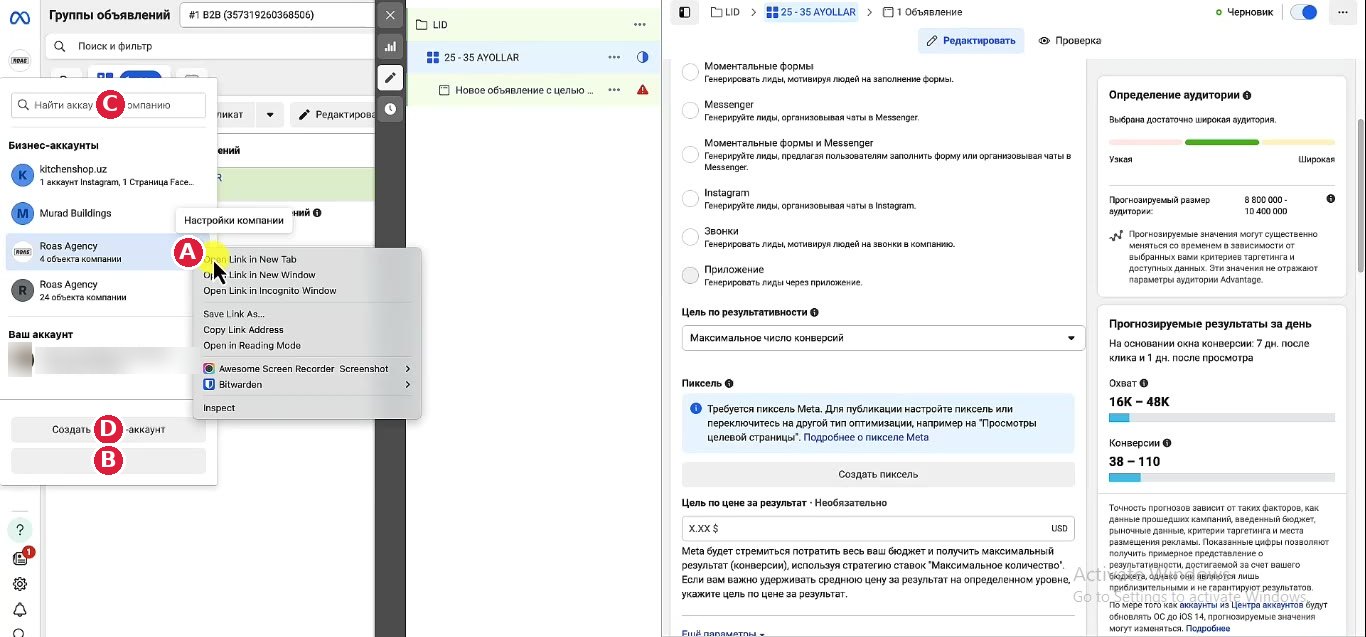 Группы объявлений
#1 B2B (357319260368506)
Поиск и фильтр
ROAS
C
Найти аккау
омпанию
ликат
Редактирова
Бизнес-аккаунты
ений
K
kitchenshop.uz
1 аккаунт Instagram, 1 Страница Face...
R
M
Murad Buildings
Настройки компании
ний
ROAS
Roas Agency
4 объекта компании
A
R
Roas Agency
24 объекта компании
Open Link in New Tab
Open Link in New Window
Open Link in Incognito Window
Save Link As...
Copy Link Address
Open in Reading Mode
Awesome Screen Recorder Screenshot
Bitwarden
Inspect
Ваш аккаунт
Создать
D
-аккаунт
B
?
1
LID
25 - 35 AYOLLAR
Новое объявление с целью ...
LID
25 - 35 AYOLLAR
1 Объявление
Черновик
Редактировать
Проверка
Моментальные формы
Генерировать лиды, мотивируя людей на заполнение формы.
Messenger
Генерируйте лиды, организовывая чаты в Messenger.
Моментальные формы и Messenger
Генерируйте лиды, предлагая пользователям заполнить форму или организовывая чаты в
Messenger.
Instagram
Генерируйте лиды, организовывая чаты в Instagram.
Звонки
Генерировать лиды, мотивируя людей на звонки в компанию.
Приложение
Генерировать лиды через приложение.
Цель по результативности
Максимальное число конверсий
Пиксель
Требуется пиксель Meta. Для публикации настройте пиксель или
переключитесь на другой тип оптимизации, например на "Просмотры
целевой страницы". Подробнее о пикселе Meta
Создать пиксель
Цель по цене за результат · Необязательно
X.XX $
USD
Meta будет стремиться потратить весь ваш бюджет и получить максимальный
результат (конверсии), используя стратегию ставок "Максимальное количество".
Если вам важно удерживать среднюю цену за результат на определенном уровне,
укажите цель по цене за результат.
Ещё параметры
Определение аудитории
Выбрана достаточно широкая аудитория.
Узкая
Широкая
Прогнозируемый размер
аудитории:
8 800 000 -
10 400 000
Прогнозируемые значения могут существенно
меняться со временем в зависимости от
выбранных вами критериев таргетинга и
доступных данных. Эти значения не отражают
параметры аудитории Advantage.
Прогнозируемые результаты за день
На основании окна конверсии: 7 дн. после
клика и 1 дн. после просмотра
Охват
16K – 48K
Конверсии
38 – 110
Точность прогнозов зависит от таких факторов, как
данные прошедших кампаний, введенный бюджет,
рыночные данные, критерии таргетинга и места
размещения рекламы. Показанные цифры позволяют
получить примерное представление о
результативности, достигаемой за счет вашего
бюджета, однако они являются лишь
приблизительными и не гарантируют результатов.
По мере того как аккаунты из Центра аккаунтов будут
обновлять ОС до iOS 14, прогнозируемые значения
могут меняться. Подробнее
Activate Windows
Go to Settings to activate Windows.